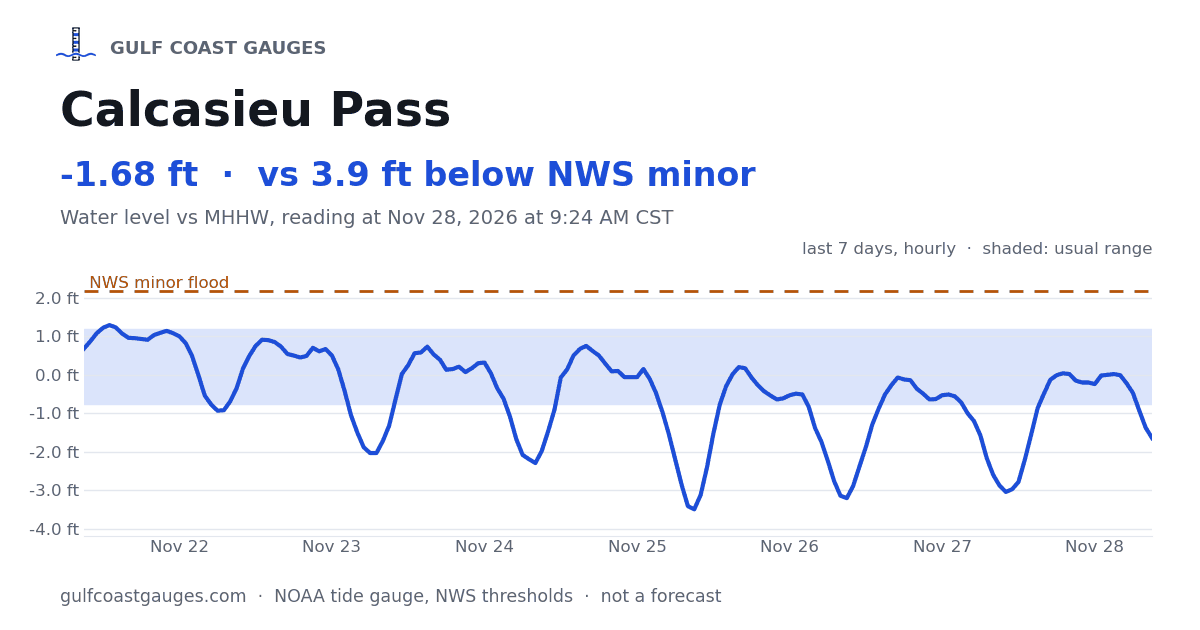 GULF COAST GAUGES
Calcasieu Pass
-1.68 ft · vs 3.9 ft below NWS minor
Water level vs MHHW, reading at Nov 28, 2026 at 9:24 AM CST
last 7 days, hourly · shaded: usual range
NWS minor flood
2.0 ft
1.0 ft
0.0 ft
-1.0 ft
-2.0 ft
-3.0 ft
-4.0 ft
Nov 22 Nov 23 Nov 24 Nov 25 Nov 26 Nov 27 Nov 28
gulfcoastgauges.com · NOAA tide gauge, NWS thresholds · not a forecast